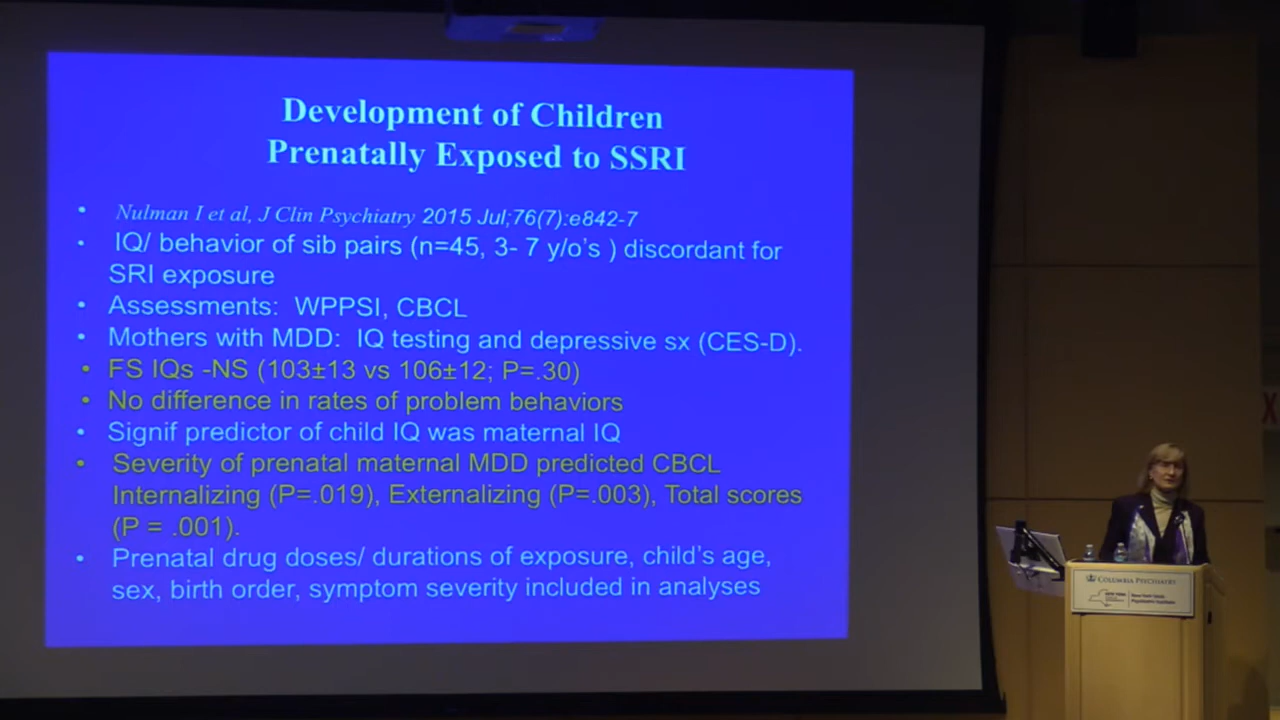 Development of Children
Prenatally Exposed to SSRI
• Nulman I et al, J Clin Psychiatry 2015 Jul;76(7):e842-7
• IQ/ behavior of sib pairs (n=45, 3- 7 y/o's ) discordant for
SRI exposure
• Assessments: WPPSI, CBCL
• Mothers with MDD: IQ testing and depressive sx (CES-D).
• FS IQs -NS (103±13 vs 106±12; P=.30)
• No difference in rates of problem behaviors
• Signif predictor of child IQ was maternal IQ
• Severity of prenatal maternal MDD predicted CBCL
Internalizing (P=.019), Externalizing (P=.003), Total scores
(P = .001).
• Prenatal drug doses/ durations of exposure, child's age,
sex, birth order, symptom severity included in analyses
COLUMBIA PSYCHIATRY
New York State
Psychiatric Institute